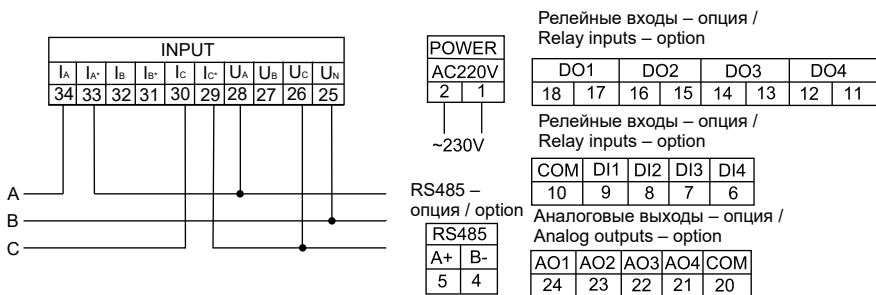 INPUT
IA IA* IB IB* IC IC* UA UB UC UN
34 33 32 31 30 29 28 27 26 25
A
B
C
POWER
AC220V
2 1
~230V
RS485 –
опция / option
RS485
A+ B-
5 4
Релейные входы – опция /
Relay inputs – option
DO1 DO2 DO3 DO4
18 17 16 15 14 13 12 11
Релейные входы – опция /
Relay inputs – option
COM DI1 DI2 DI3 DI4
10 9 8 7 6
Аналоговые выходы – опция /
Analog outputs – option
AO1 AO2 AO3 AO4 COM
24 23 22 21 20